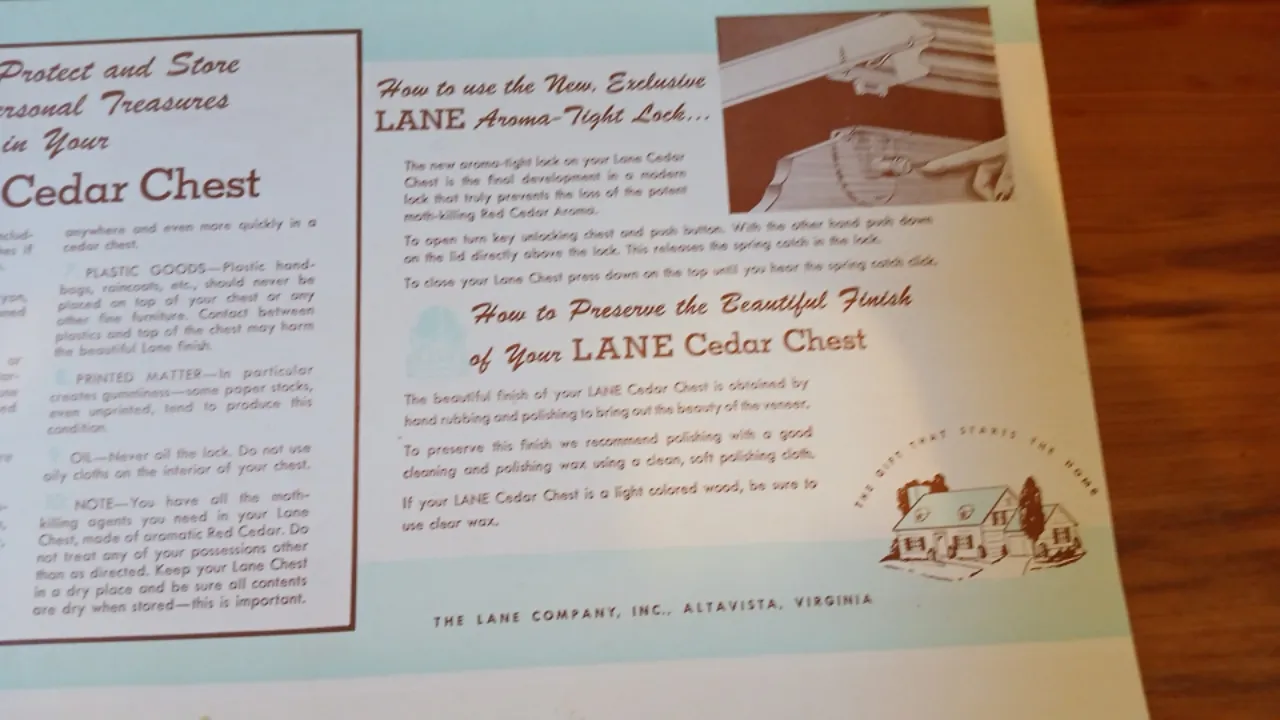 Protect and Store
ersonal Treasures
in Your
Cedar Chest
anywhere and even more quickly in a
cedar chest.
PLASTIC GOODS—Plastic hand-
bags, raincoats, etc., should never be
placed on top of your chest or any
other fine furniture. Contact between
plastics and top of the chest may harm
the beautiful Lane finish.
PRINTED MATTER—In particular
creates gumminess—some paper stocks,
even unprinted, tend to produce this
condition.
OIL—Never oil the lock. Do not use
oily cloths on the interior of your chest.
NOTE—You have all the moth-
killing agents you need in your Lane
Chest, made of aromatic Red Cedar. Do
not treat any of your possessions other
than as directed. Keep your Lane Chest
in a dry place and be sure all contents
are dry when stored—this is important.
How to use the New, Exclusive
LANE Aroma-Tight Lock...
The new aroma-tight lock on your Lane Cedar
Chest is the final development in a modern
lock that truly prevents the loss of the potent
moth-killing Red Cedar Aroma.
To open turn key unlocking chest and push button. With the other hand push down
on the lid directly above the lock. This releases the spring catch in the lock.
To close your Lane Chest press down on the top until you hear the spring catch click.
How to Preserve the Beautiful Finish
of Your LANE Cedar Chest
The beautiful finish of your LANE Cedar Chest is obtained by
hand rubbing and polishing to bring out the beauty of the veneer.
To preserve this finish we recommend polishing with a good
cleaning and polishing wax using a clean, soft polishing cloth.
If your LANE Cedar Chest is a light colored wood, be sure to
use clear wax.
THE GIFT THAT STARTS THE HOME
THE LANE COMPANY, INC., ALTAVISTA, VIRGINIA